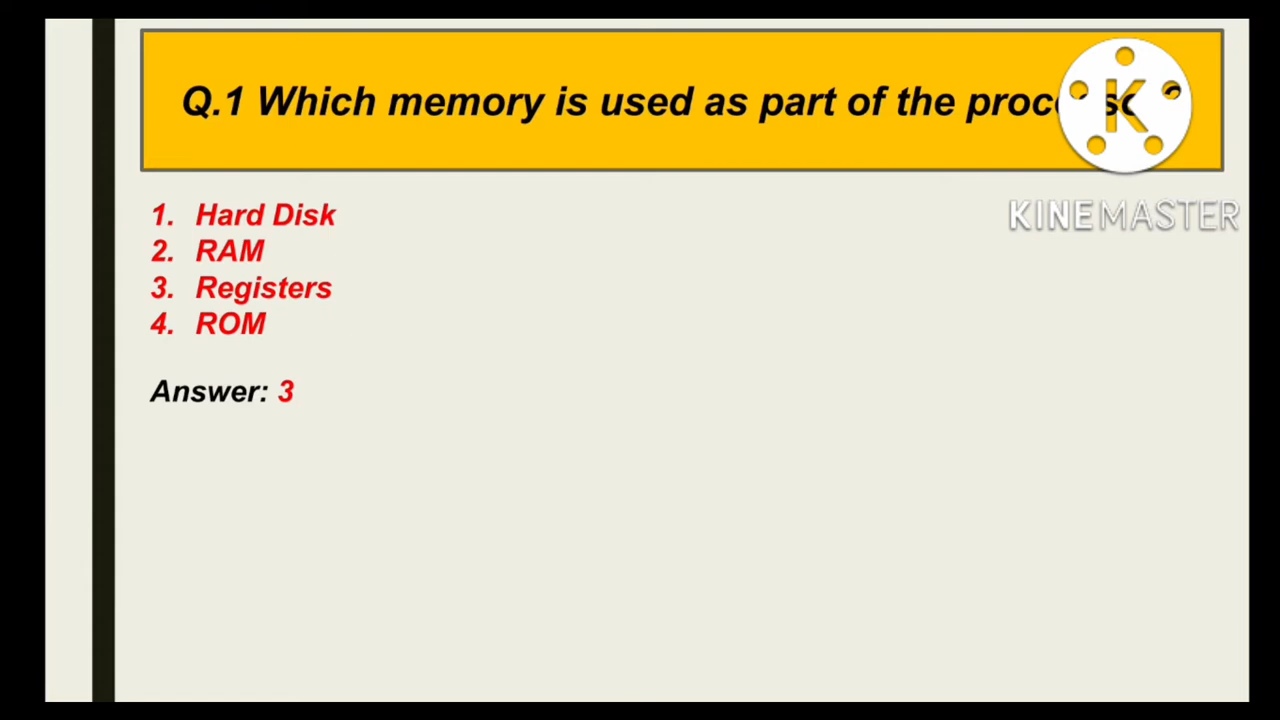 Q.1 Which memory is used as part of the
1. Hard Disk
2. RAM
3. Registers
4. ROM
Answer: 3
K
KINEMASTER